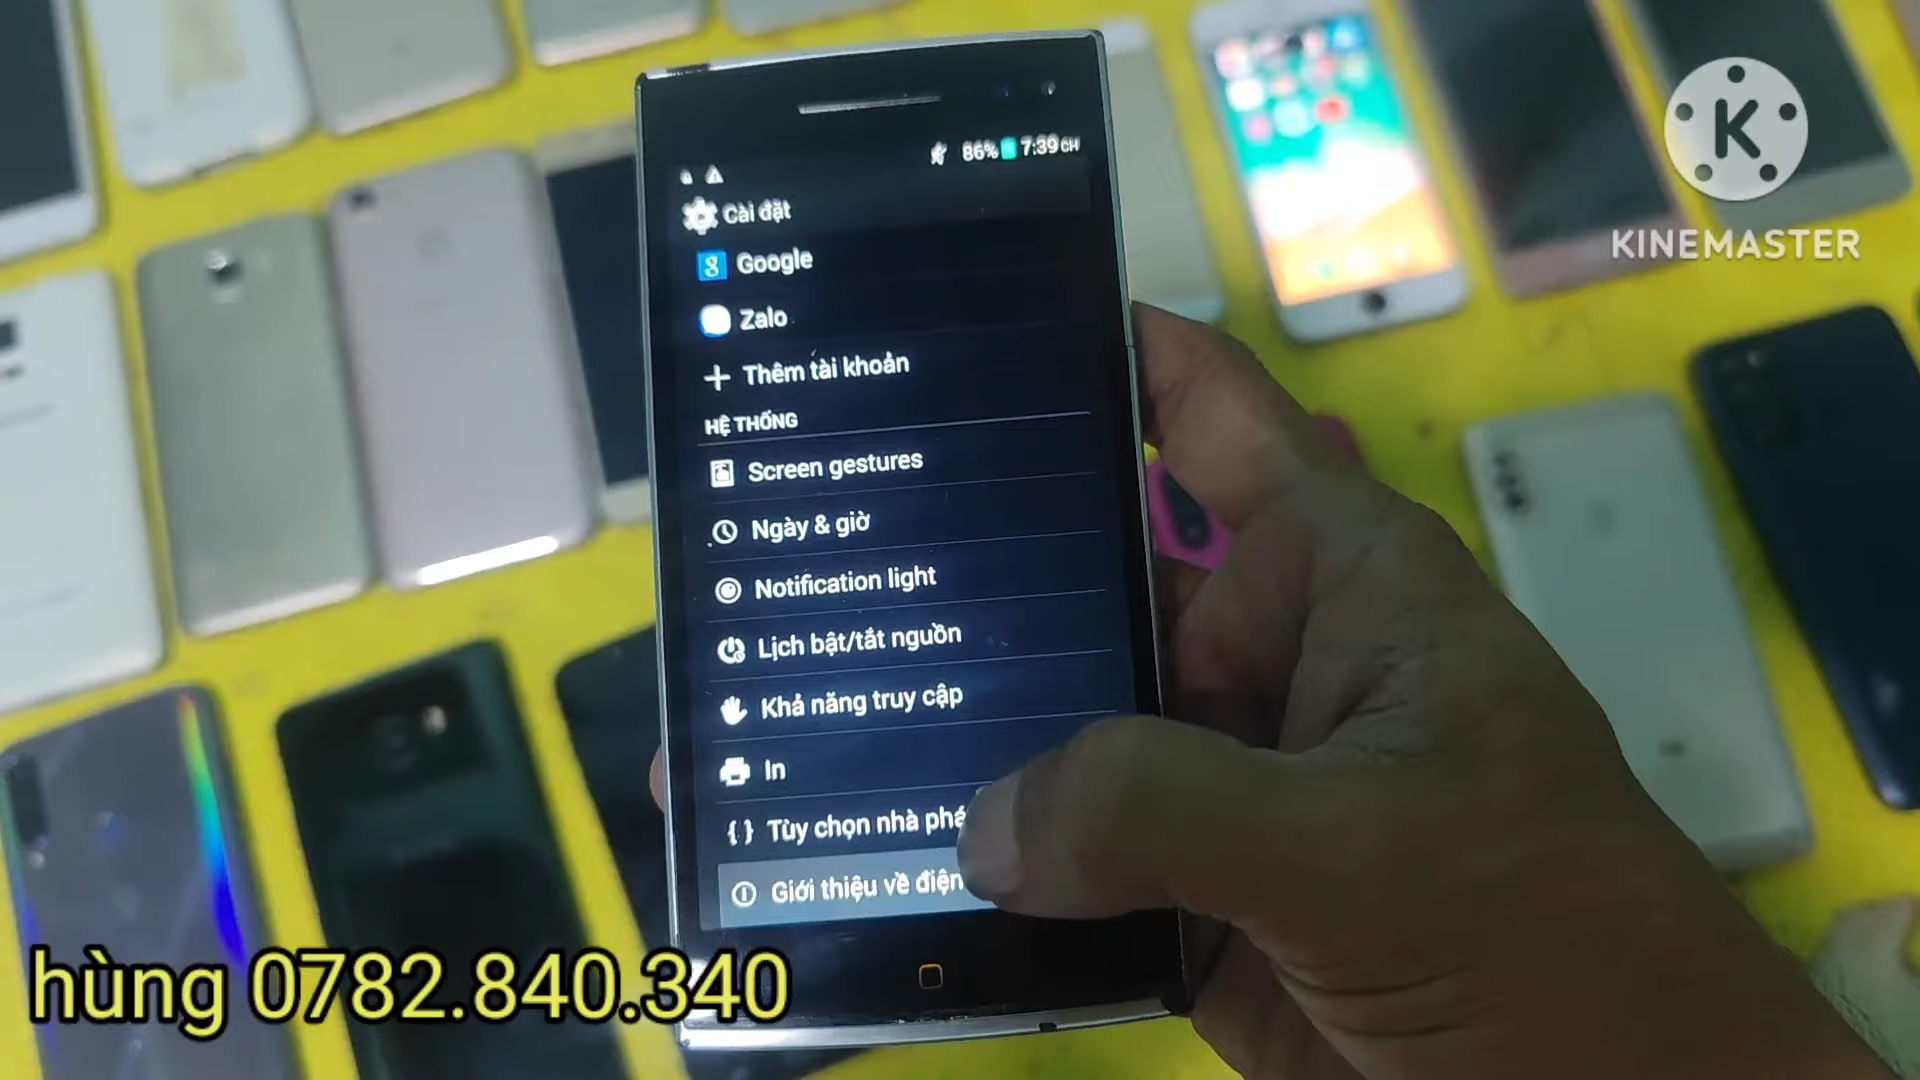 86% 7:39CH
Cài đặt
Google
Zalo
Thêm tài khoản
HỆ THỐNG
Screen gestures
Ngày & giờ
Notification light
Lịch bật/tắt nguồn
Khả năng truy cập
In
{ } Tùy chọn nhà phá
Giới thiệu về điện
K
KINEMASTER
hùng 0782.840.340